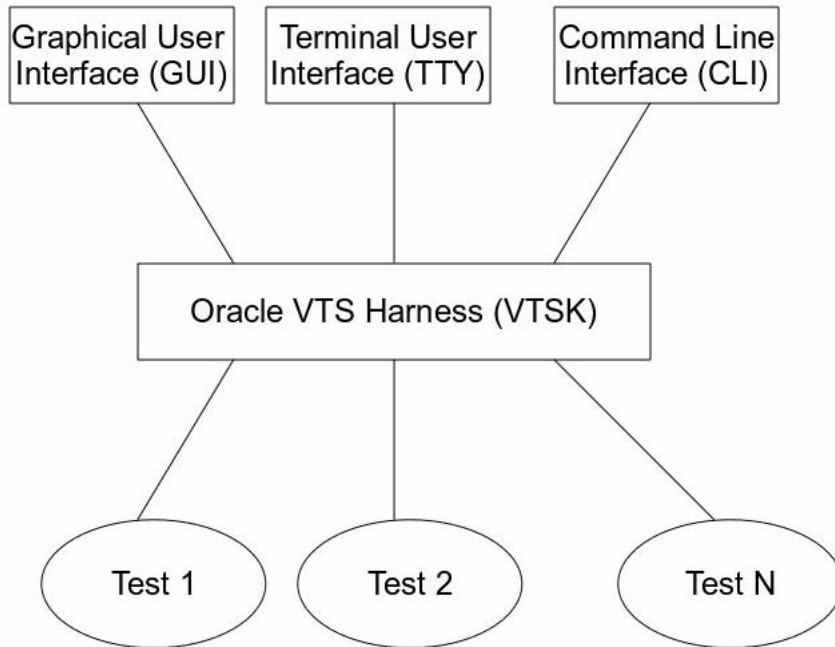 Graphical User
Interface (GUI)
Terminal User
Interface (TTY)
Command Line
Interface (CLI)
Oracle VTS Harness (VTSK)
Test 1
Test 2
Test N